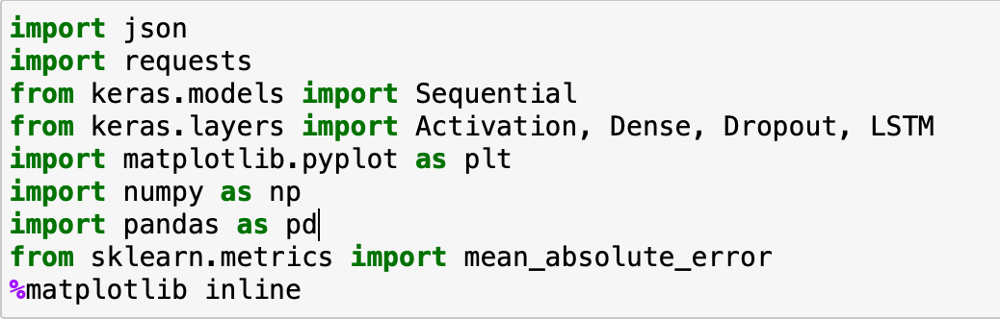 import json
import requests
from keras.models import Sequential
from keras.layers import Activation, Dense, Dropout, LSTM
import matplotlib.pyplot as plt
import numpy as np
import pandas as pd
from sklearn.metrics import mean_absolute_error
%matplotlib inline